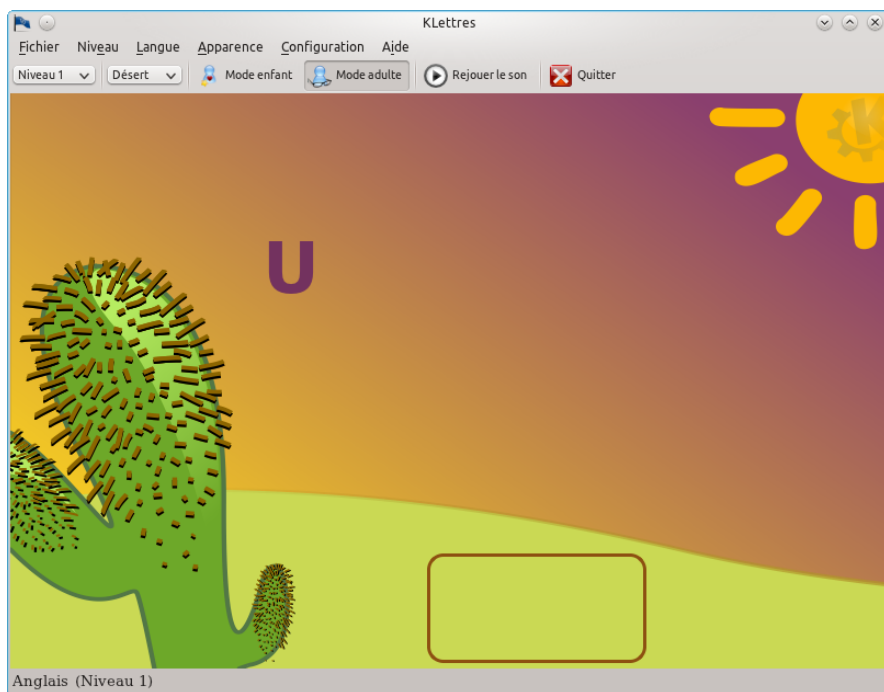 KLettres
Fichier Niveau Langue Apparence Configuration Aide
Niveau 1 Désert Mode enfant Mode adulte Rejouer le son Quitter
K
U
Anglais (Niveau 1)